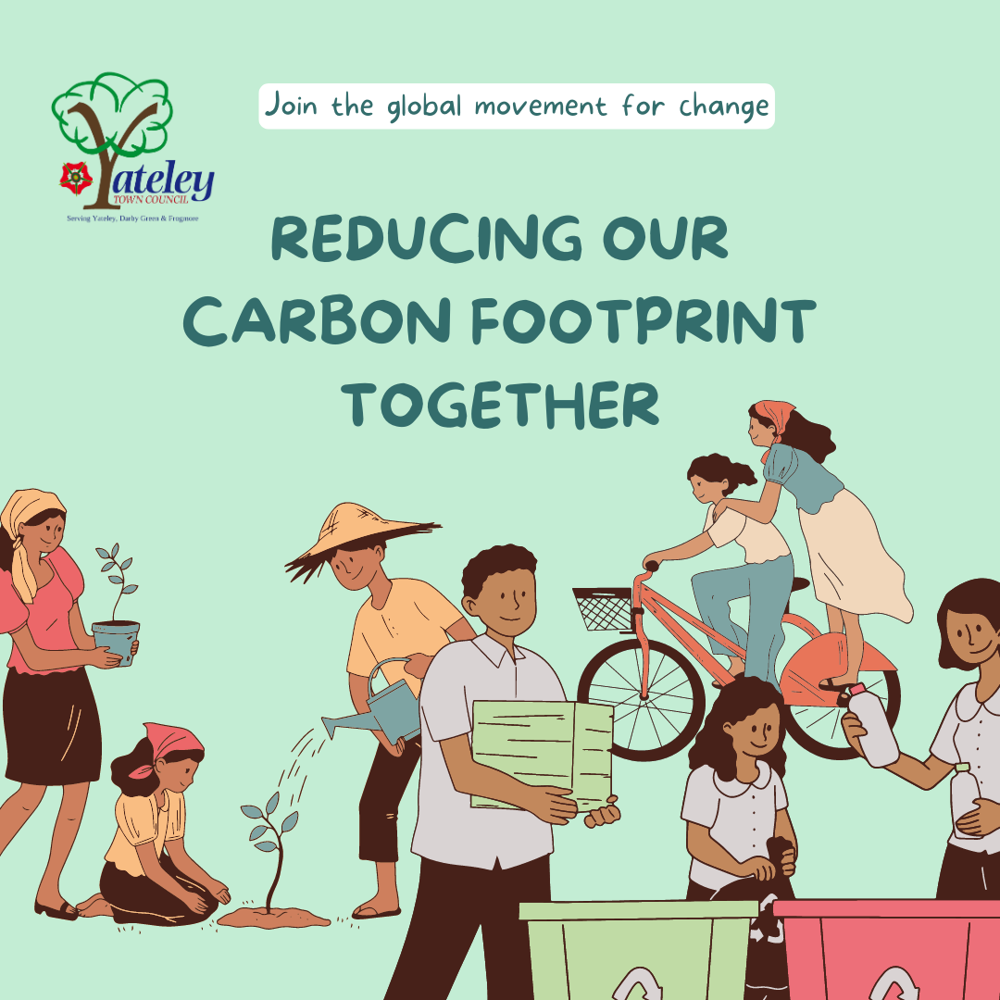 Join the global movement for change
Yateley
TOWN COUNCIL
Serving Yateley, Darby Green & Frogmore
REDUCING OUR
CARBON FOOTPRINT
TOGETHER